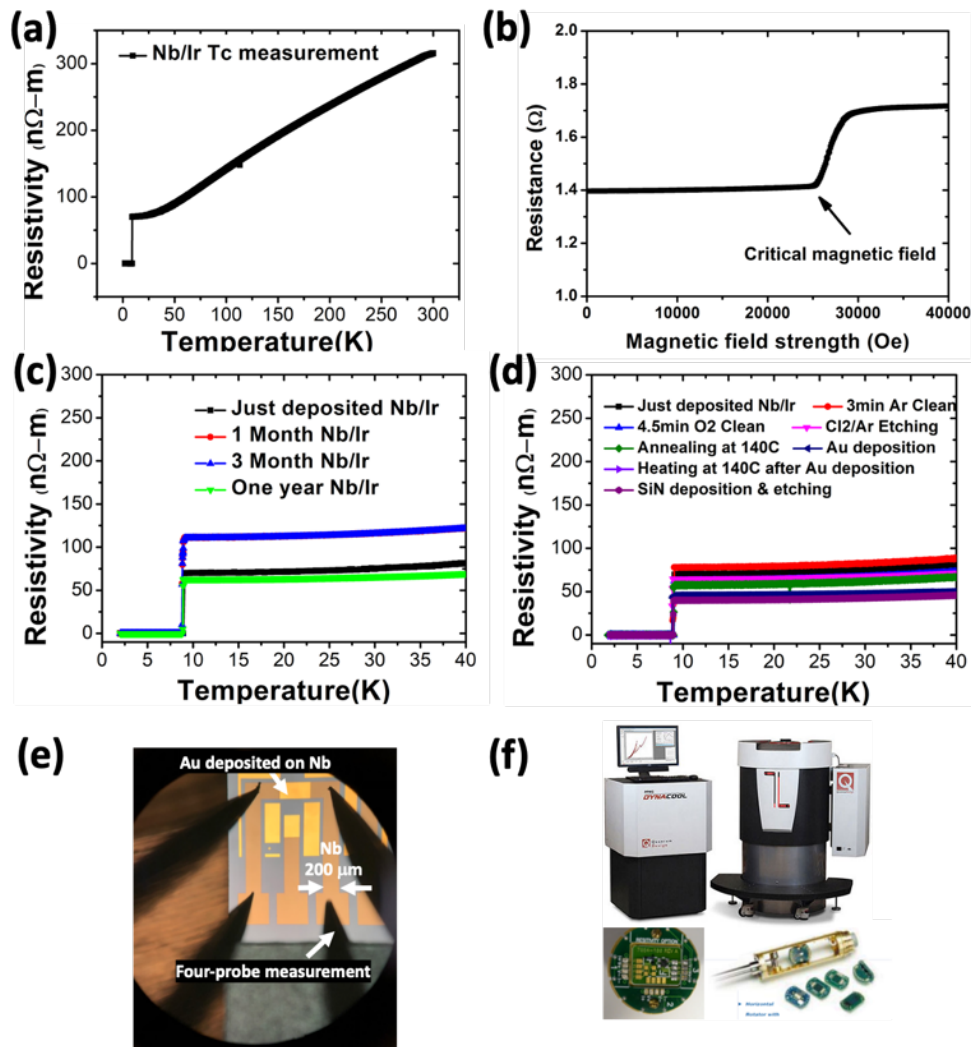 (a)
Nb/Ir Tc measurement
Resistivity (nΩ–m)
300
200
100
0
0 50 100 150 200 250 300
Temperature(K)
(b)
Resistance (Ω)
2.0
1.8
1.6
1.4
1.2
1.0
Critical magnetic field
0 10000 20000 30000 40000
Magnetic field strength (Oe)
(c)
Resistivity (nΩ–m)
300
250
200
150
100
50
0
Just deposited Nb/Ir
1 Month Nb/Ir
3 Month Nb/Ir
One year Nb/Ir
0 5 10 15 20 25 30 35 40
Temperature(K)
(d)
Resistivity (nΩ–m)
300
250
200
150
100
50
0
Just deposited Nb/Ir 3min Ar Clean
4.5min O2 Clean Cl2/Ar Etching
Annealing at 140C Au deposition
Heating at 140C after Au deposition
SiN deposition & etching
0 5 10 15 20 25 30 35 40
Temperature(K)
(e)
Au deposited on Nb
Nb
200 μm
Four-probe measurement
(f)
DYNACOOL
Q
Horizontal
Rotator with